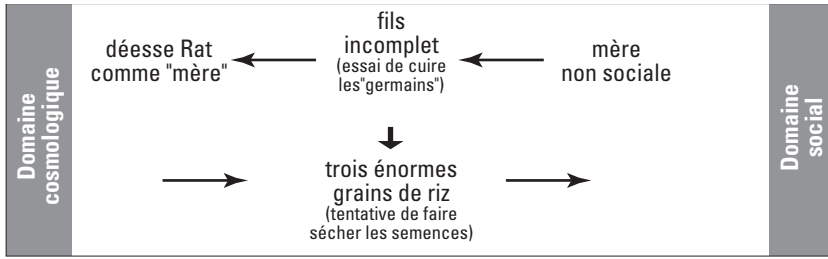 Domaine
cosmologique
déesse Rat
comme "mère"
fils
incomplet
(essai de cuire
les"germains")
mère
non sociale
trois énormes
grains de riz
(tentative de faire
sécher les semences)
Domaine
social